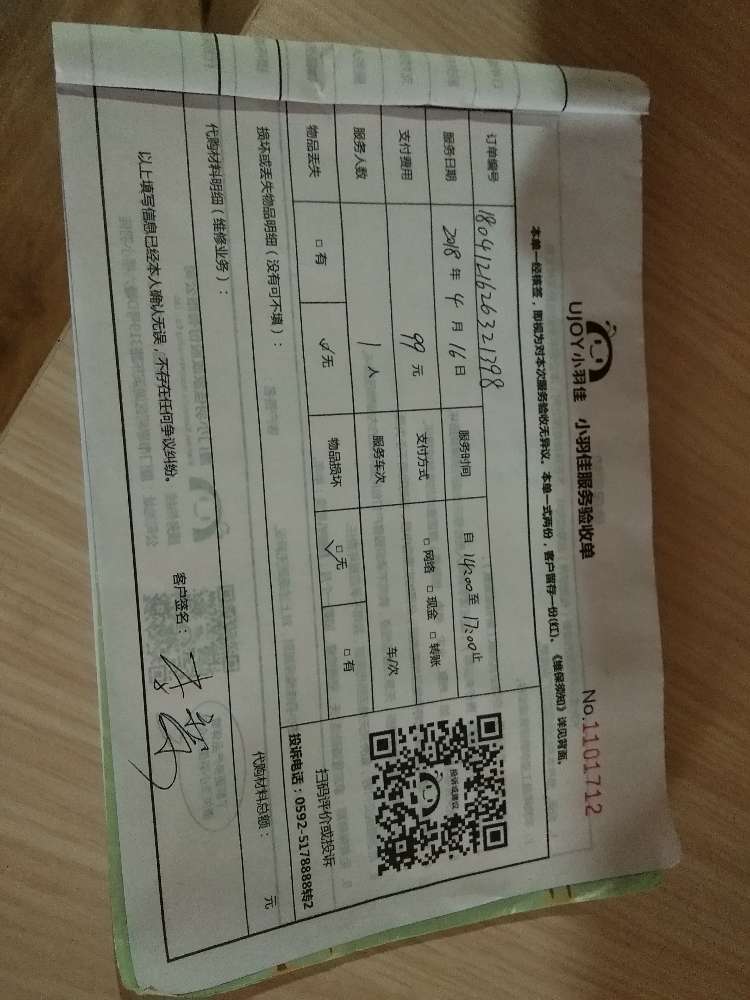 UJOY小羽佳 小羽佳服务验收单 No.1101712
本单一经核签，即视为对本次服务验收无异议。本单一式两份，客户留存一份(红)。《维保须知》详见背面。
订单编号 1804121626321398
服务日期 2018 年 4 月 16 日 服务时间 自 14:00 至 17:00 止
支付费用 99 元 支付方式 □ 网络 □ 现金 □ 转账
服务人数 1 人 服务车次 车/次
物品丢失 □ 有 □ 无 物品损坏 □ 无 □ 有
投诉或建议
扫码评价或投诉
投诉电话：0592-5178888转2
损坏或丢失物品明细（没有可不填）：
代购材料明细（维修业务）： 代购材料总额： 元
以上填写信息已经本人确认无误，不存在任何争议纠纷。 客户签名：